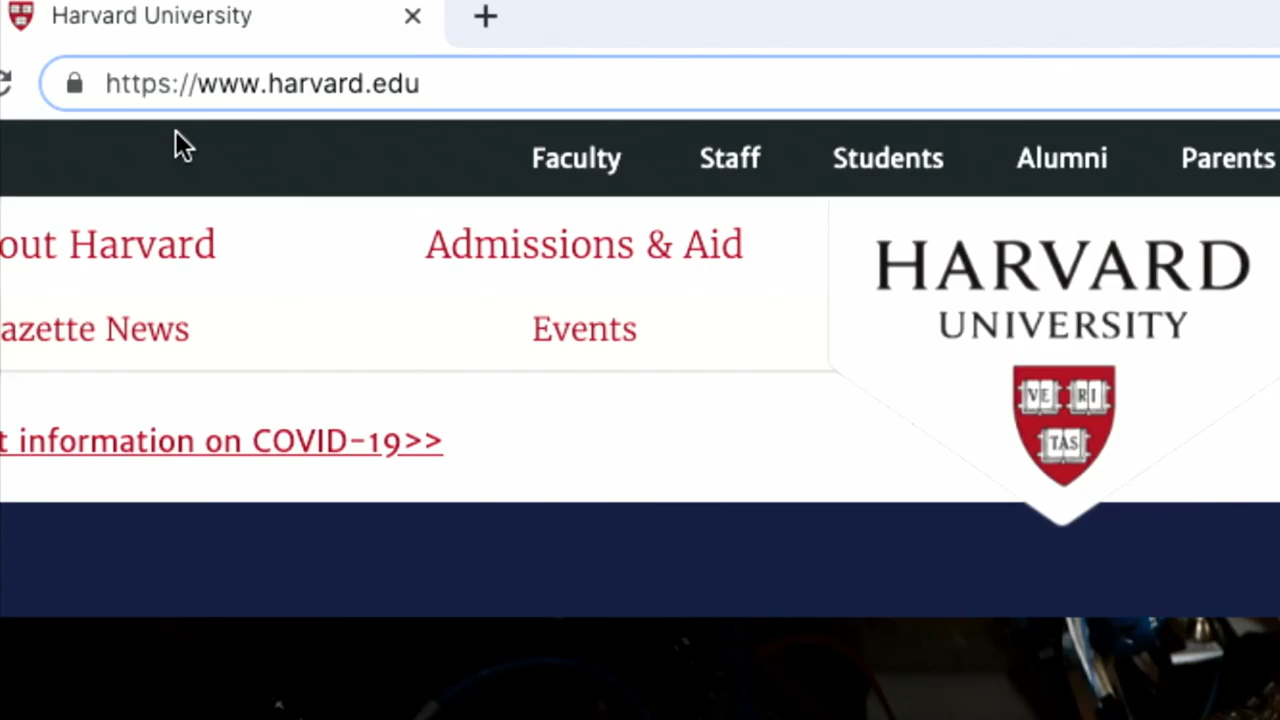 Harvard University
https://www.harvard.edu
Faculty Staff Students Alumni Parents
out Harvard Admissions & Aid
HARVARD
UNIVERSITY
azette News Events
VE RI
TAS
t information on COVID-19>>